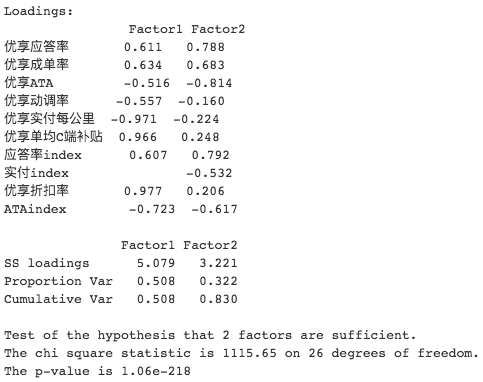 Loadings:
Factor1 Factor2
优享应答率 0.611 0.788
优享成单率 0.634 0.683
优享ATA -0.516 -0.814
优享动调率 -0.557 -0.160
优享实付每公里 -0.971 -0.224
优享单均C端补贴 0.966 0.248
应答率index 0.607 0.792
实付index -0.532
优享折扣率 0.977 0.206
ATAindex -0.723 -0.617
Factor1 Factor2
SS loadings 5.079 3.221
Proportion Var 0.508 0.322
Cumulative Var 0.508 0.830
Test of the hypothesis that 2 factors are sufficient.
The chi square statistic is 1115.65 on 26 degrees of freedom.
The p-value is 1.06e-218